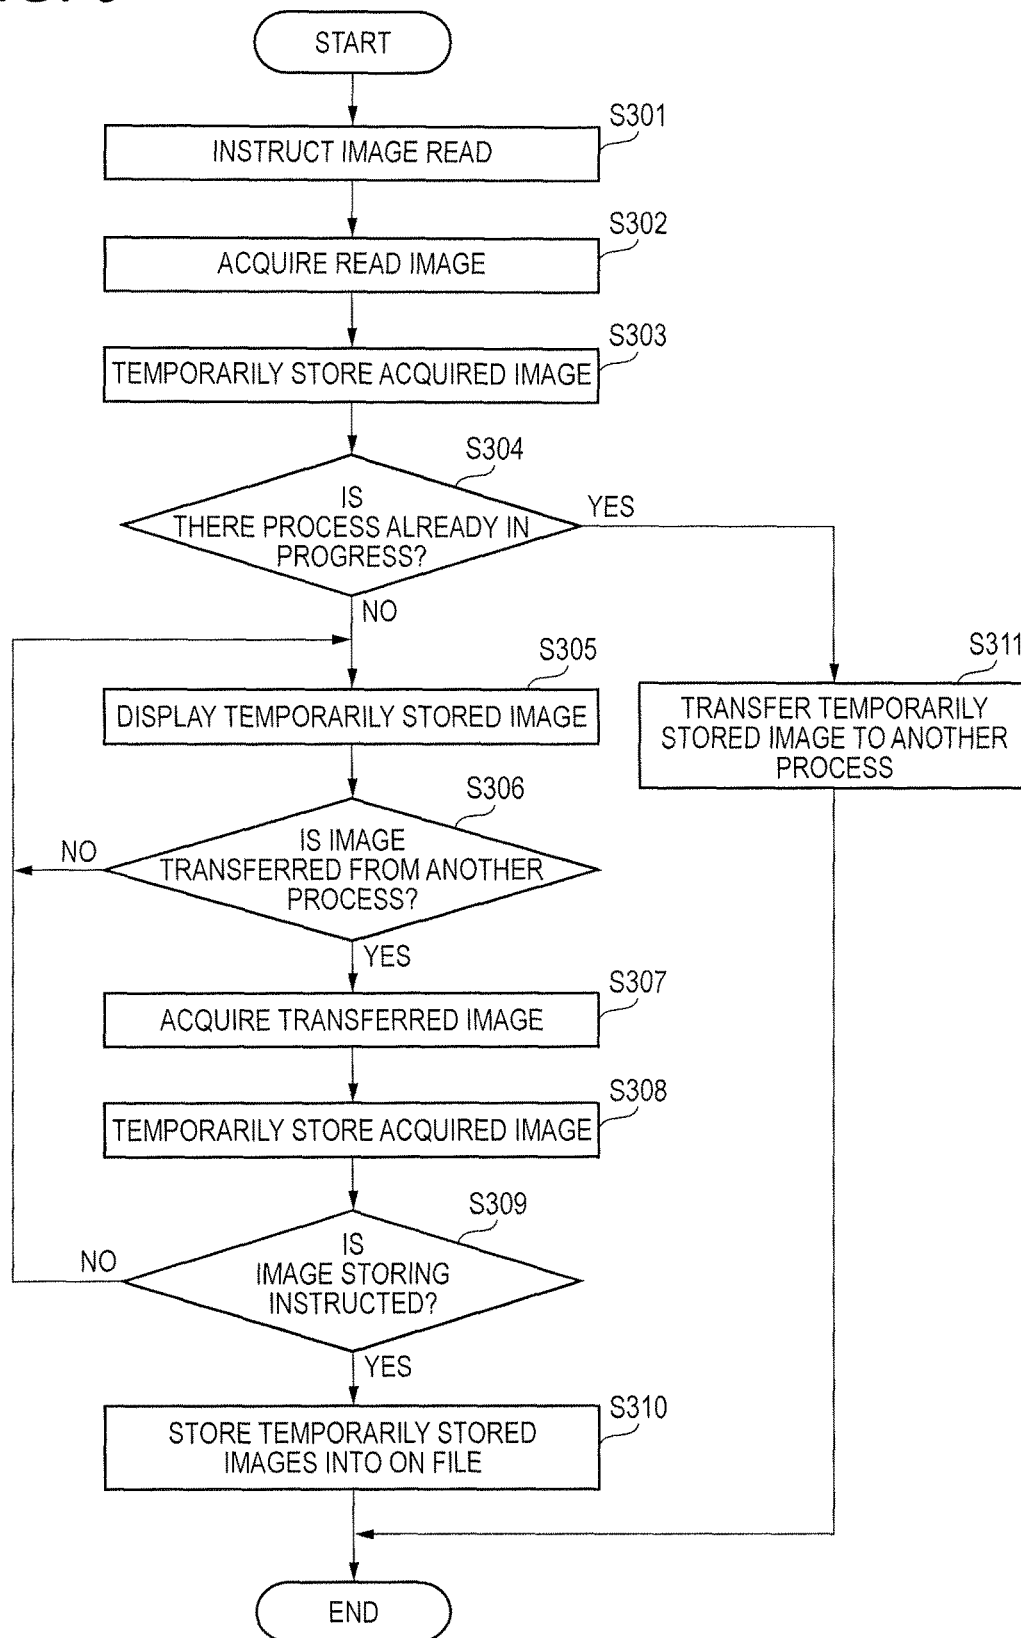 START
S301
INSTRUCT IMAGE READ
S302
ACQUIRE READ IMAGE
S303
TEMPORARILY STORE ACQUIRED IMAGE
S304
IS
THERE PROCESS ALREADY IN
PROGRESS?
YES
NO
S305
DISPLAY TEMPORARILY STORED IMAGE
S311
TRANSFER TEMPORARILY
STORED IMAGE TO ANOTHER
PROCESS
S306
IS IMAGE
TRANSFERRED FROM ANOTHER
PROCESS?
NO
YES
S307
ACQUIRE TRANSFERRED IMAGE
S308
TEMPORARILY STORE ACQUIRED IMAGE
S309
IS
IMAGE STORING
INSTRUCTED?
NO
YES
S310
STORE TEMPORARILY STORED
IMAGES INTO ON FILE
END